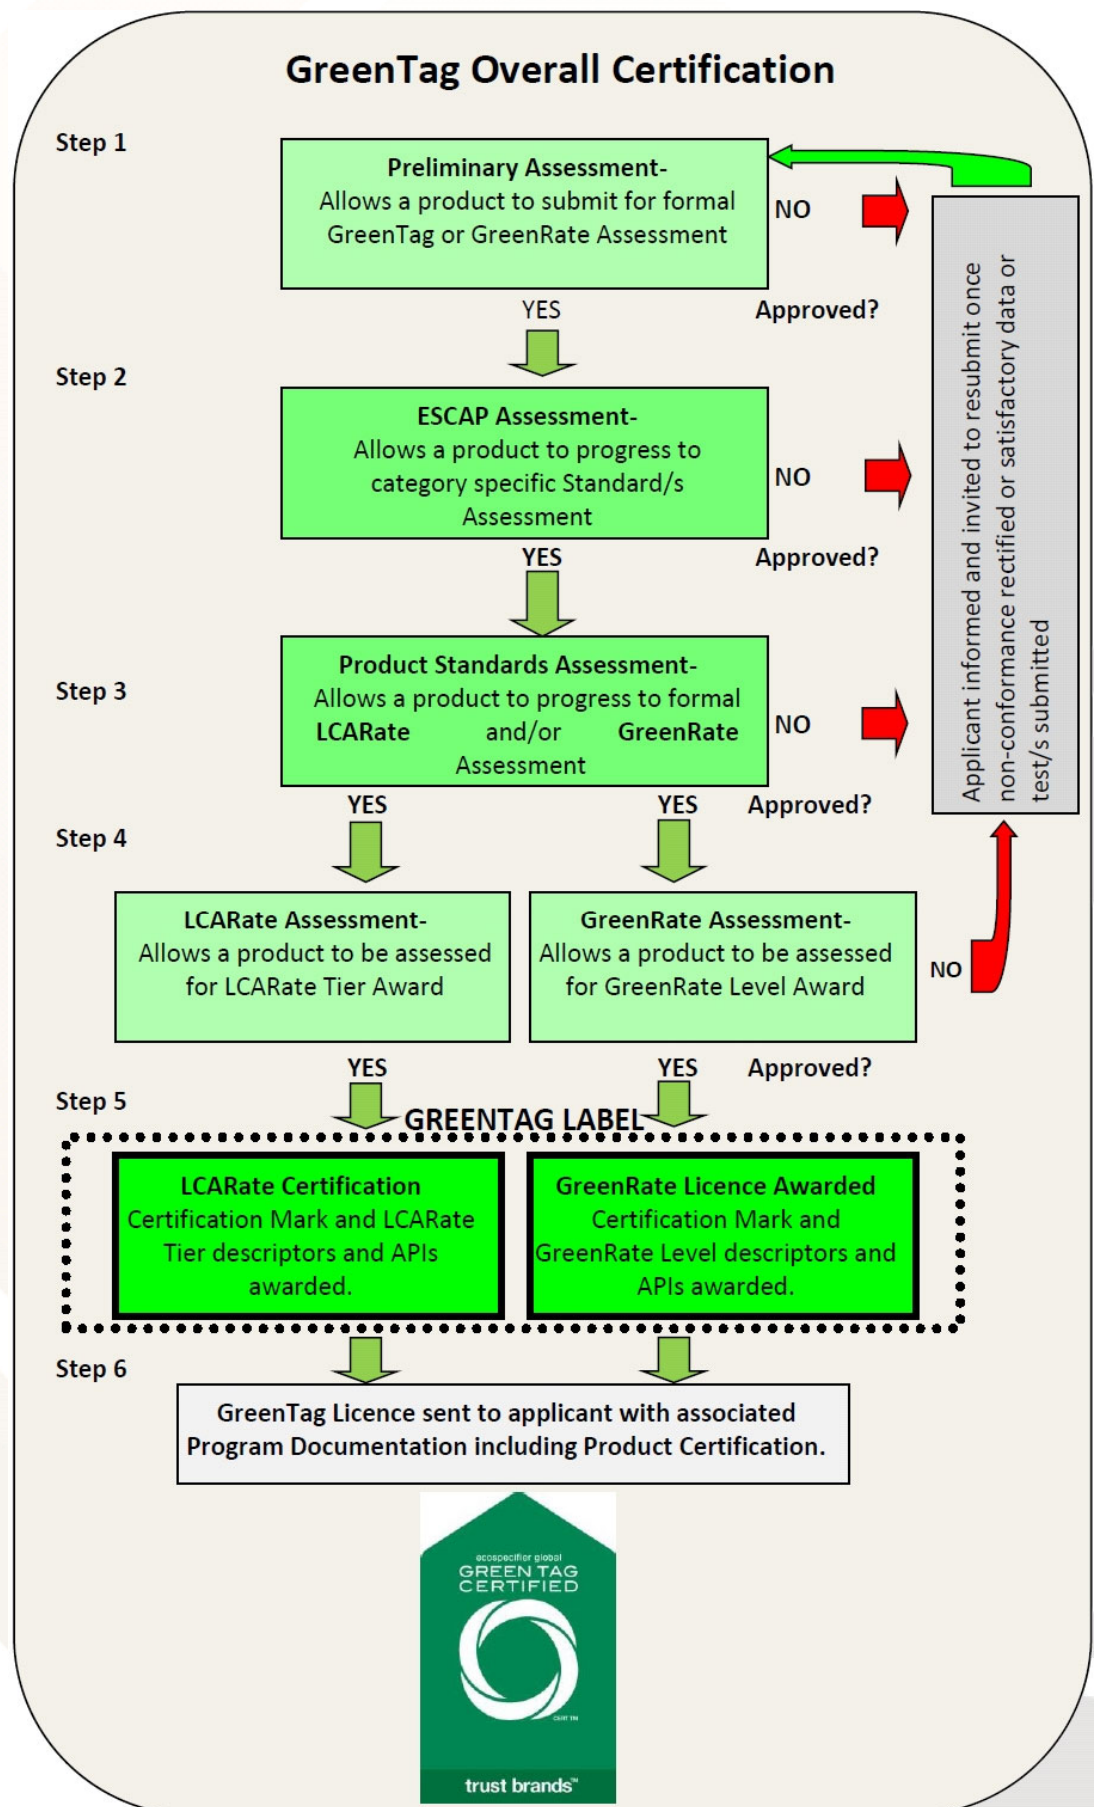 GreenTag Overall Certification
Step 1
Preliminary Assessment-
Allows a product to submit for formal
GreenTag or GreenRate Assessment
NO
YES
Approved?
Step 2
ESCAP Assessment-
Allows a product to progress to
category specific Standard/s
Assessment
NO
YES
Approved?
Step 3
Product Standards Assessment-
Allows a product to progress to formal
LCARate and/or GreenRate
Assessment
NO
YES
YES
Approved?
Applicant informed and invited to resubmit once
non-conformance rectified or satisfactory data or
test/s submitted
Step 4
LCARate Assessment-
Allows a product to be assessed
for LCARate Tier Award
GreenRate Assessment-
Allows a product to be assessed
for GreenRate Level Award
NO
YES
YES
Approved?
Step 5
GREENTAG LABEL
LCARate Certification
Certification Mark and LCARate
Tier descriptors and APIs
awarded.
GreenRate Licence Awarded
Certification Mark and
GreenRate Level descriptors and
APIs awarded.
Step 6
GreenTag Licence sent to applicant with associated
Program Documentation including Product Certification.
ecospecifier global
GREEN TAG
CERTIFIED
CERT TM
trust brands™